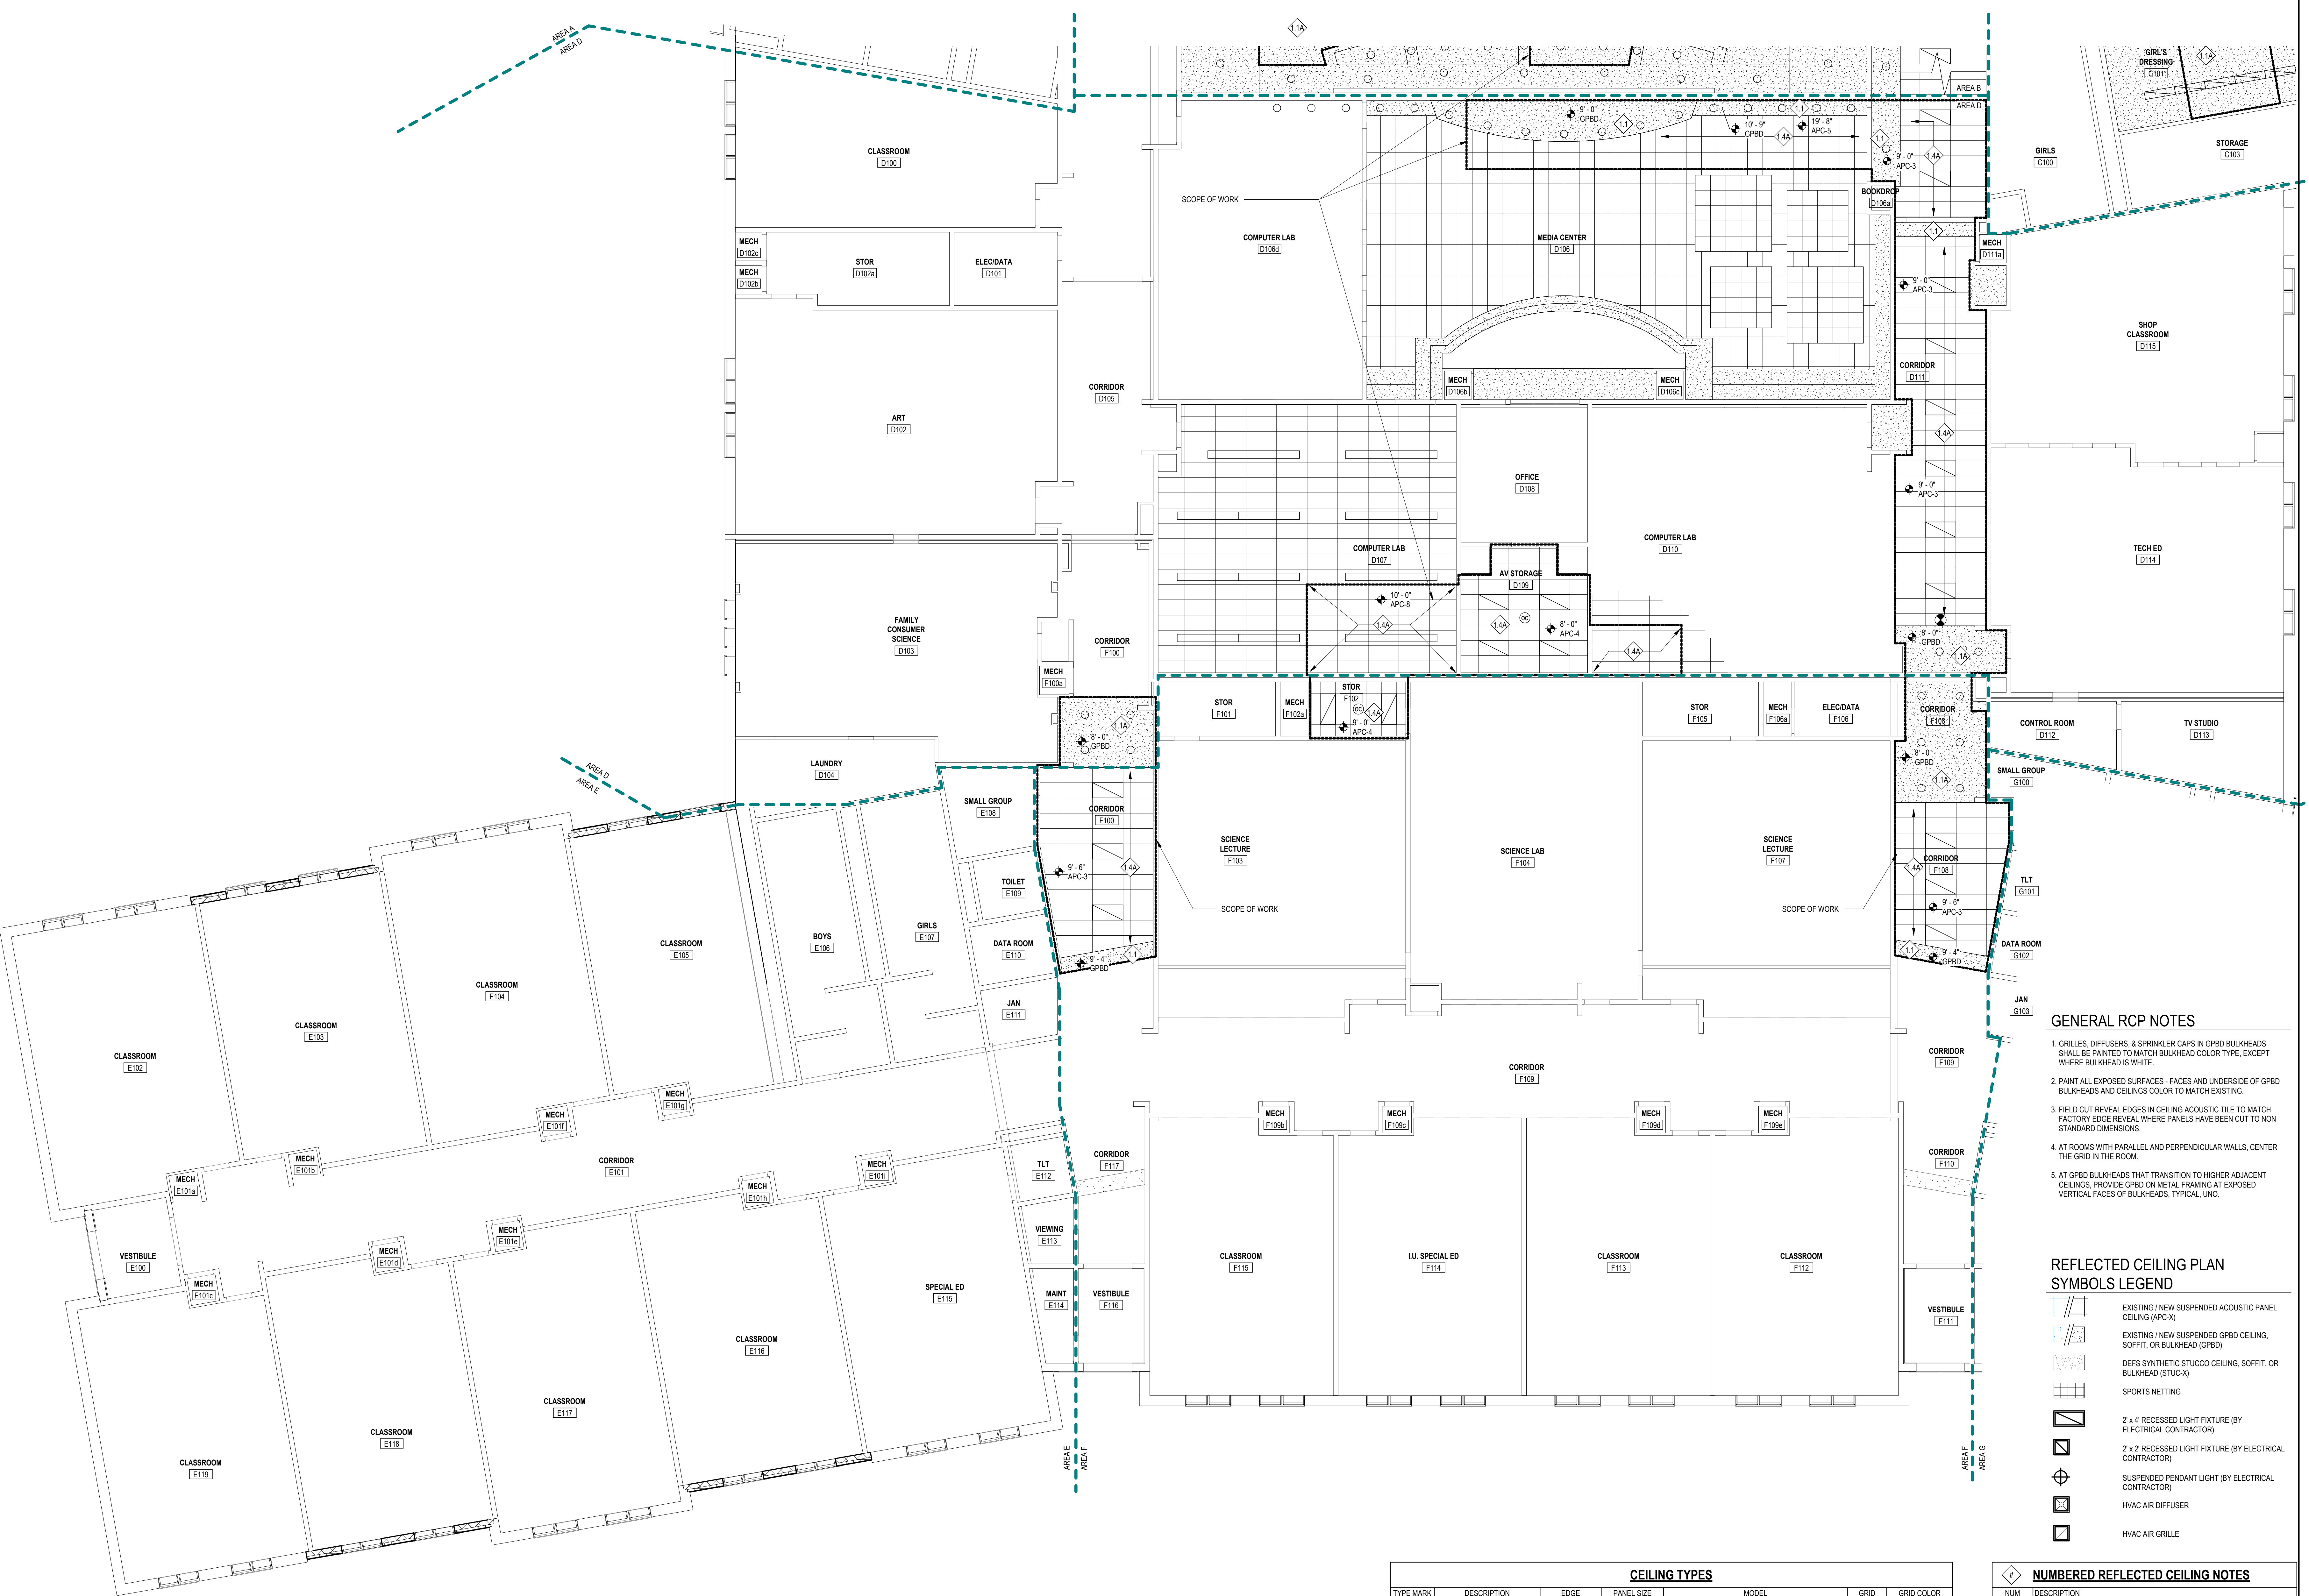 AREA A
AREA D
1.1A
GIRL'S
DRESSING
C101'
1.1A
AREA B
AREA D
CLASSROOM
D100
9' - 0"
GPBD
1.1
1.1
10' - 9"
GPBD
1.4A
19' - 8"
APC-5
1.1
9' - 0"
APC-3
1.4A
GIRLS
C100
STORAGE
C103
SCOPE OF WORK
BOOKDROP
D106a
MECH
D102c
MECH
D102b
STOR
D102a
ELEC/DATA
D101
COMPUTER LAB
D106d
MEDIA CENTER
D106
1.1
MECH
D111a
9' - 0"
APC-3
SHOP
CLASSROOM
D115
CORRIDOR
D105
MECH
D106b
MECH
D106c
CORRIDOR
D111
ART
D102
1.4A
OFFICE
D108
9' - 0"
APC-3
COMPUTER LAB
D107
COMPUTER LAB
D110
TECH ED
D114
AV STORAGE
D109
10' - 0"
APC-8
1.4A
1.4A
OC
8' - 0"
APC-4
1.4A
FAMILY
CONSUMER
SCIENCE
D103
CORRIDOR
F100
8' - 0"
GPBD
1.1A
MECH
F100a
STOR
F101
MECH
F102a
STOR
F102
OC
1.4A
9' - 0"
APC-4
STOR
F105
MECH
F106a
ELEC/DATA
F106
CORRIDOR
F108
CONTROL ROOM
D112
TV STUDIO
D113
1.1A
8' - 0"
GPBD
8' - 0"
GPBD
1.1A
LAUNDRY
D104
AREA D
AREA E
SMALL GROUP
G100
SMALL GROUP
E108
CORRIDOR
F100
SCIENCE
LECTURE
F103
SCIENCE LAB
F104
SCIENCE
LECTURE
F107
9' - 6"
APC-3
1.4A
1.4A
CORRIDOR
F108
TOILET
E109
TLT
G101
SCOPE OF WORK
SCOPE OF WORK
9' - 6"
APC-3
GIRLS
E107
BOYS
E106
CLASSROOM
E105
DATA ROOM
E110
9' - 4"
GPBD
1.1
1.1
9' - 4"
GPBD
DATA ROOM
G102
CLASSROOM
E104
JAN
E111
JAN
G103
CLASSROOM
E103
CLASSROOM
E102
CORRIDOR
F109
CORRIDOR
F109
MECH
E101g
MECH
E101f
MECH
F109b
MECH
F109c
MECH
F109d
MECH
F109e
CORRIDOR
E101
MECH
E101b
MECH
E101a
MECH
E101i
MECH
E101h
TLT
E112
CORRIDOR
F117
CORRIDOR
F110
MECH
E101e
MECH
E101d
VESTIBULE
E100
MECH
E101c
VIEWING
E113
CLASSROOM
F115
I.U. SPECIAL ED
F114
CLASSROOM
F113
CLASSROOM
F112
SPECIAL ED
E115
MAINT
E114
VESTIBULE
F116
VESTIBULE
F111
CLASSROOM
E116
CLASSROOM
E117
CLASSROOM
E118
CLASSROOM
E119
AREA E
AREA F
AREA F
AREA G
GENERAL RCP NOTES
1. GRILLES, DIFFUSERS, & SPRINKLER CAPS IN GPBD BULKHEADS
SHALL BE PAINTED TO MATCH BULKHEAD COLOR TYPE, EXCEPT
WHERE BULKHEAD IS WHITE.
2. PAINT ALL EXPOSED SURFACES - FACES AND UNDERSIDE OF GPBD
BULKHEADS AND CEILINGS COLOR TO MATCH EXISTING.
3. FIELD CUT REVEAL EDGES IN CEILING ACOUSTIC TILE TO MATCH
FACTORY EDGE REVEAL WHERE PANELS HAVE BEEN CUT TO NON
STANDARD DIMENSIONS.
4. AT ROOMS WITH PARALLEL AND PERPENDICULAR WALLS, CENTER
THE GRID IN THE ROOM.
5. AT GPBD BULKHEADS THAT TRANSITION TO HIGHER ADJACENT
CEILINGS, PROVIDE GPBD ON METAL FRAMING AT EXPOSED
VERTICAL FACES OF BULKHEADS, TYPICAL, UNO.
REFLECTED CEILING PLAN
SYMBOLS LEGEND
EXISTING / NEW SUSPENDED ACOUSTIC PANEL
CEILING (APC-X)
EXISTING / NEW SUSPENDED GPBD CEILING,
SOFFIT, OR BULKHEAD (GPBD)
DEFS SYNTHETIC STUCCO CEILING, SOFFIT, OR
BULKHEAD (STUC-X)
SPORTS NETTING
2' x 4' RECESSED LIGHT FIXTURE (BY
ELECTRICAL CONTRACTOR)
2' x 2' RECESSED LIGHT FIXTURE (BY ELECTRICAL
CONTRACTOR)
SUSPENDED PENDANT LIGHT (BY ELECTRICAL
CONTRACTOR)
HVAC AIR DIFFUSER
HVAC AIR GRILLE
CEILING TYPES
TYPE MARK DESCRIPTION EDGE PANEL SIZE MODEL GRID GRID COLOR
# NUMBERED REFLECTED CEILING NOTES
NUM DESCRIPTION